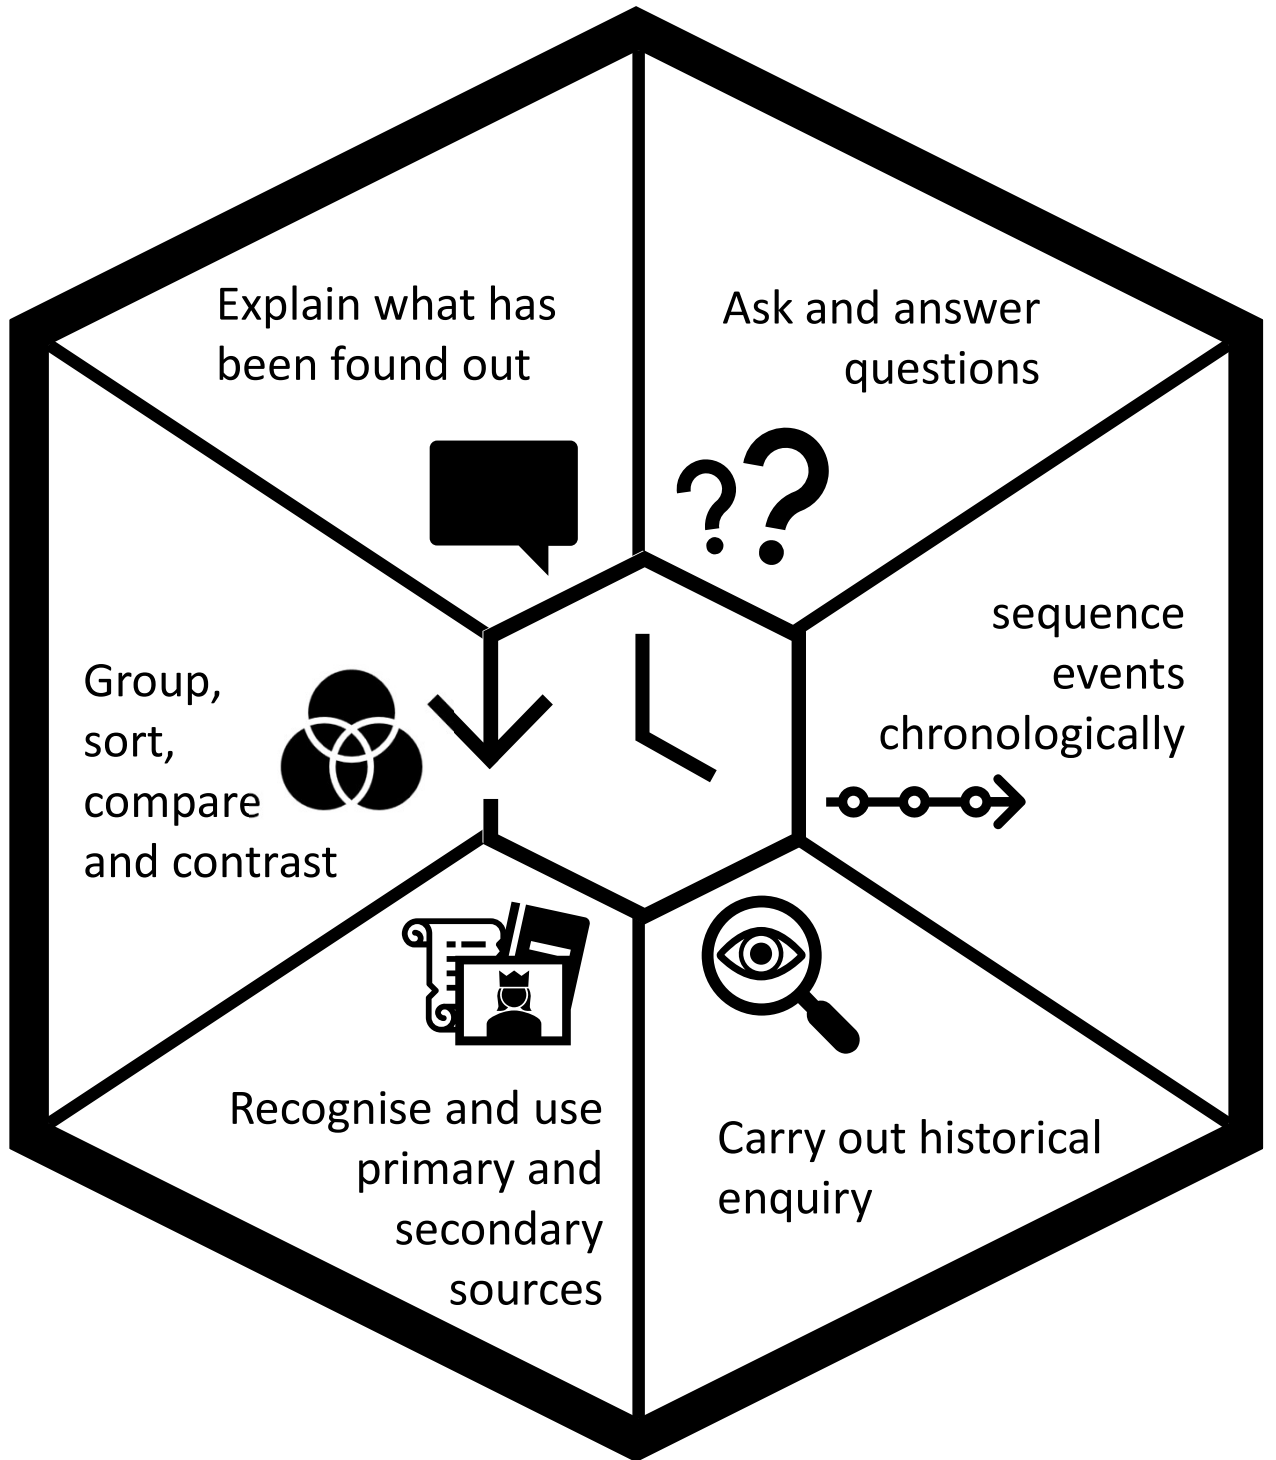 Explain what has
been found out
Ask and answer
questions
sequence
events
chronologically
Group,
sort,
compare
and contrast
Recognise and use
primary and
secondary
sources
Carry out historical
enquiry